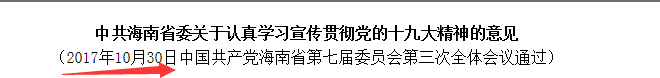 中共海南省委关于认真学习宣传贯彻党的十九大精神的意见
（2017年10月30日中国共产党海南省第七届委员会第三次全体会议通过）